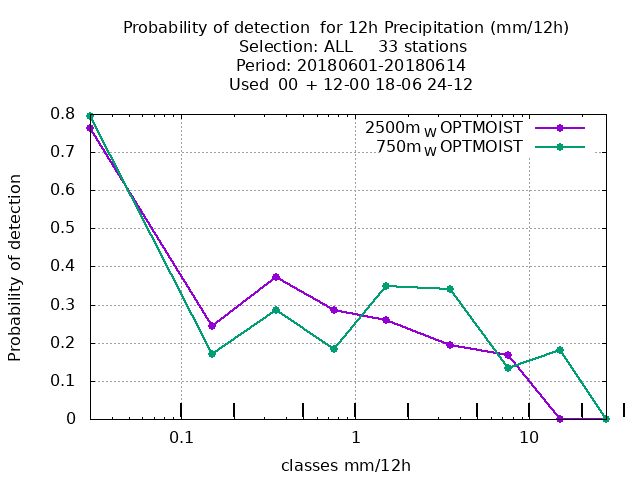 Probability of detection  for 12h Precipitation (mm/12h)
Selection: ALL     33 stations
Period: 20180601-20180614
Used  00  + 12-00 18-06 24-12
2500m W OPTMOIST
750m W OPTMOIST
0.8
0.7
0.6
0.5
0.4
0.3
0.2
0.1
0
Probability of detection
0.1
1
10
classes mm/12h